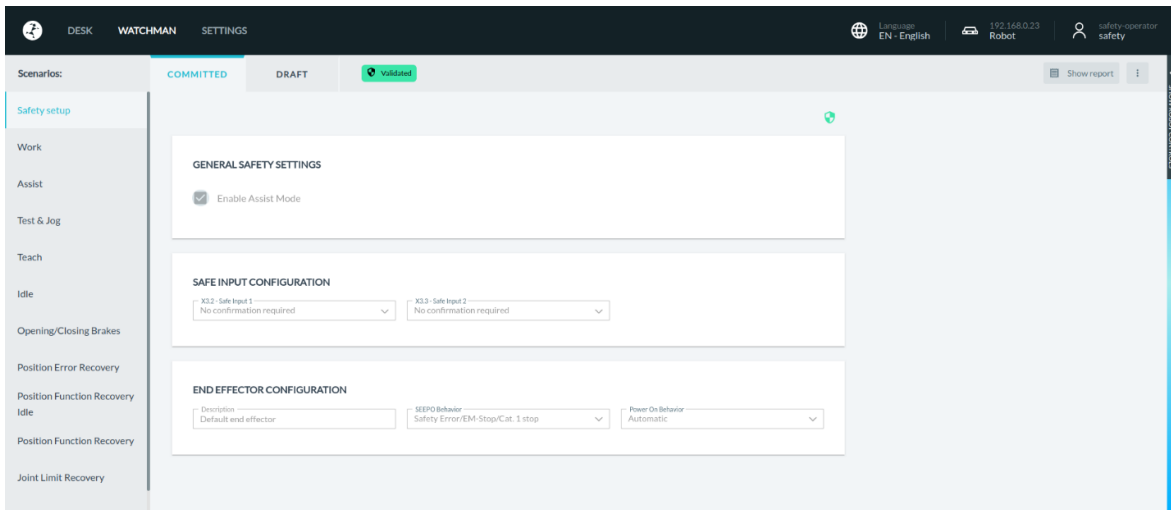 DESK
WATCHMAN
SETTINGS
Language
EN - English
192.168.0.23
Robot
safety-operator
safety
Scenarios:
COMMITTED
DRAFT
Validated
Show report
Safety setup
Work
Assist
Test & Jog
Teach
Idle
Opening/Closing Brakes
Position Error Recovery
Position Function Recovery
Idle
Position Function Recovery
Joint Limit Recovery
GENERAL SAFETY SETTINGS
Enable Assist Mode
SAFE INPUT CONFIGURATION
X3.2 - Safe Input 1
No confirmation required
X3.3 - Safe Input 2
No confirmation required
END EFFECTOR CONFIGURATION
Description
Default end effector
SEEPO Behavior
Safety Error/EM-Stop/Cat. 1 stop
Power On Behavior
Automatic